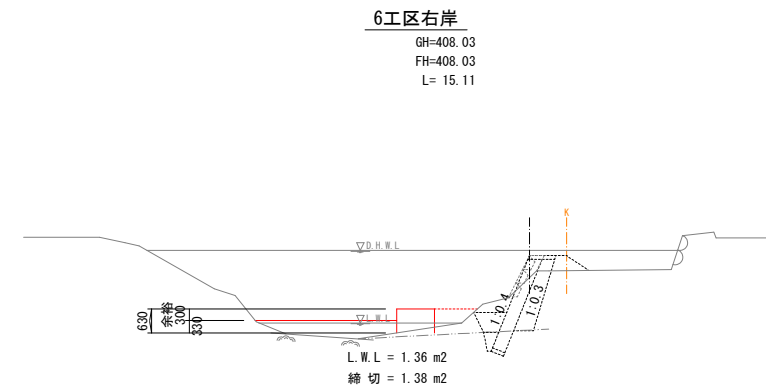 6工区右岸
GH=408.03
FH=408.03
L= 15.11
K
D.H.W.L
630
余裕
300
330
L.W.L
1:0.4
1:0.3
L.W.L = 1.36 m2
締 切 = 1.38 m2